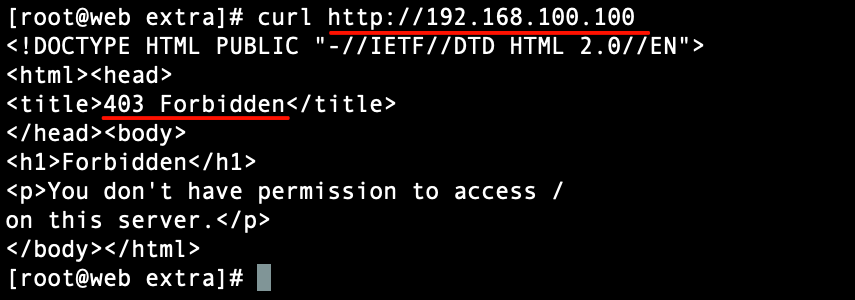 [root@web extra]# curl http://192.168.100.100
<!DOCTYPE HTML PUBLIC "-//IETF//DTD HTML 2.0//EN">
<html><head>
<title>403 Forbidden</title>
</head><body>
<h1>Forbidden</h1>
<p>You don't have permission to access /
on this server.</p>
</body></html>
[root@web extra]#